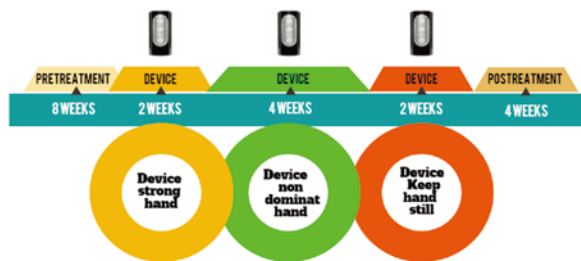 PRETREATMENT DEVICE DEVICE DEVICE POSTREATMENT
8 WEEKS 2 WEEKS 4 WEEKS 2 WEEKS 4 WEEKS
Device
strong
hand
Device
non
dominat
hand
Device
Keep
hand
still